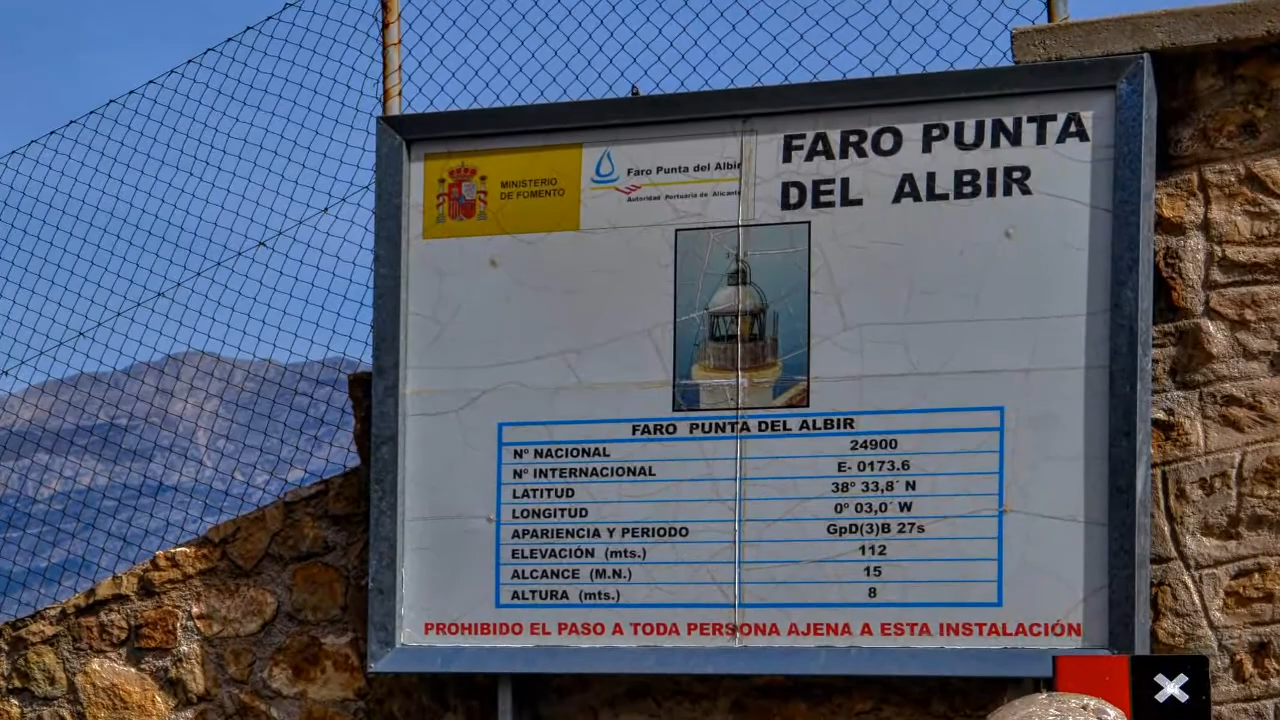 MINISTERIO
DE FOMENTO
Faro Punta del Albir
Autoridad Portuaria de Alicante
FARO PUNTA
DEL ALBIR
FARO PUNTA DEL ALBIR
Nº NACIONAL 24900
Nº INTERNACIONAL E- 0173.6
LATITUD 38º 33,8´ N
LONGITUD 0º 03,0´ W
APARIENCIA Y PERIODO GpD(3)B 27s
ELEVACIÓN (mts.) 112
ALCANCE (M.N.) 15
ALTURA (mts.) 8
PROHIBIDO EL PASO A TODA PERSONA AJENA A ESTA INSTALACIÓN